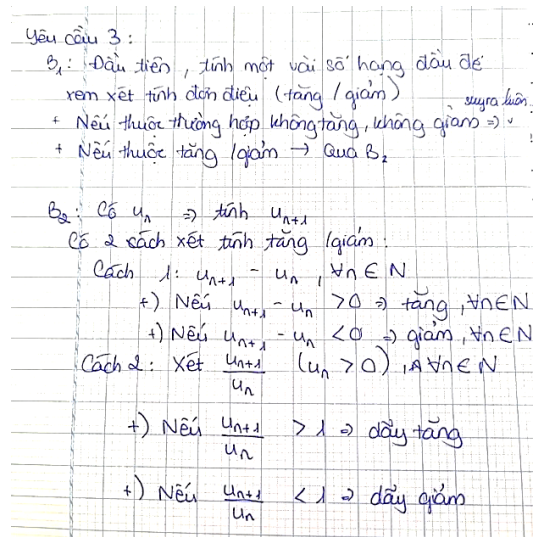 Yêu cầu 3 :
B₁ : Đầu tiên , tính một vài số hạng đầu để
xem xét tính đơn điệu (tăng / giảm)
+ Nếu thuộc trường hợp không tăng, không giảm => suy ra luôn
+ Nếu thuộc tăng /giảm → Qua B₂
B₂ : Có uₙ => tính uₙ₊₁
Có 2 cách xét tính tăng /giảm :
Cách 1: uₙ₊₁ - uₙ , ∀n ∈ N
+) Nếu uₙ₊₁ - uₙ > 0 => tăng , ∀n ∈ N
+) Nếu uₙ₊₁ - uₙ < 0 => giảm , ∀n ∈ N
Cách 2 : Xét uₙ₊₁/uₙ (uₙ > 0) , ∀n ∈ N
+) Nếu uₙ₊₁/uₙ > 1 => dãy tăng
+) Nếu uₙ₊₁/uₙ < 1 => dãy giảm